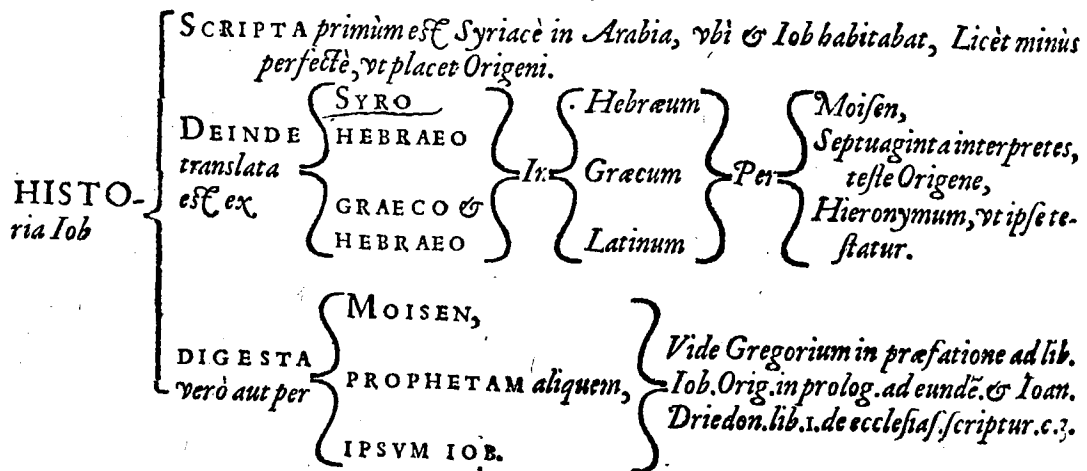 SCRIPTA primùm est Syriacè in Arabia, vbì & Iob habitabat, Licèt minùs
perfectè, vt placet Origeni.
HISTO-
ria Iob
DEINDE
translata
est ex
SYRO
HEBRAEO
GRAECO &
HEBRAEO
In
Hebræum
Græcum
Latinum
Per
Moisen,
Septuaginta interpretes,
teste Origene,
Hieronymum, vt ipse te-
statur.
DIGESTA
verò aut per
MOISEN,
PROPHETAM aliquem,
IPSVM IOB.
Vide Gregorium in præfatione ad lib.
Iob. Orig. in prolog. ad eundē. & Ioan.
Driedon. lib. 1. de ecclesias. scriptur. c. 3.